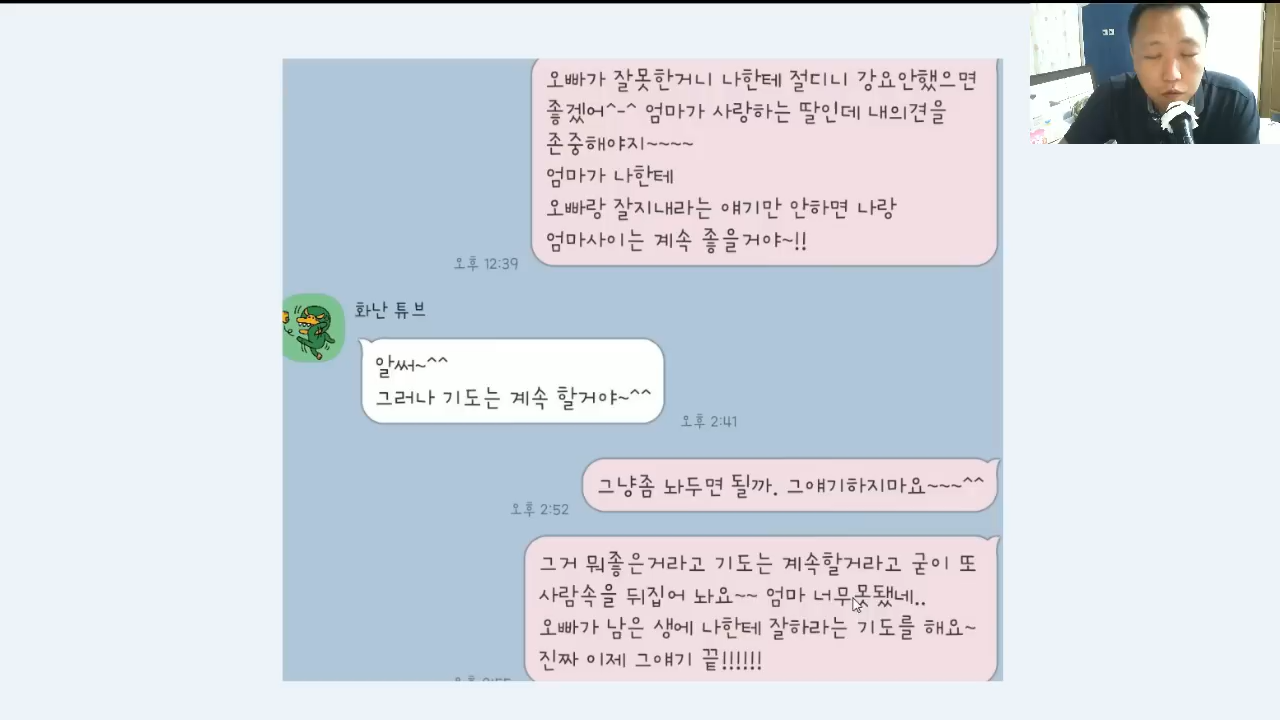 오빠가 잘못한거니 나한테 절디니 강요안했으면
좋겠어^-^ 엄마가 사랑하는 딸인데 내의견을
존중해야지~~~~
엄마가 나한테
오빠랑 잘지내라는 얘기만 안하면 나랑
엄마사이는 계속 좋을거야~!!
오후 12:39
화난 튜브
알써~^^
그러나 기도는 계속 할거야~^^
오후 2:41
그냥좀 놔두면 될까. 그얘기하지마요~~~^^
오후 2:52
그거 뭐좋은거라고 기도는 계속할거라고 굳이 또
사람속을 뒤집어 놔요~~ 엄마 너무못됐네..
오빠가 남은 생에 나한테 잘하라는 기도를 해요~
진짜 이제 그얘기 끝!!!!!!